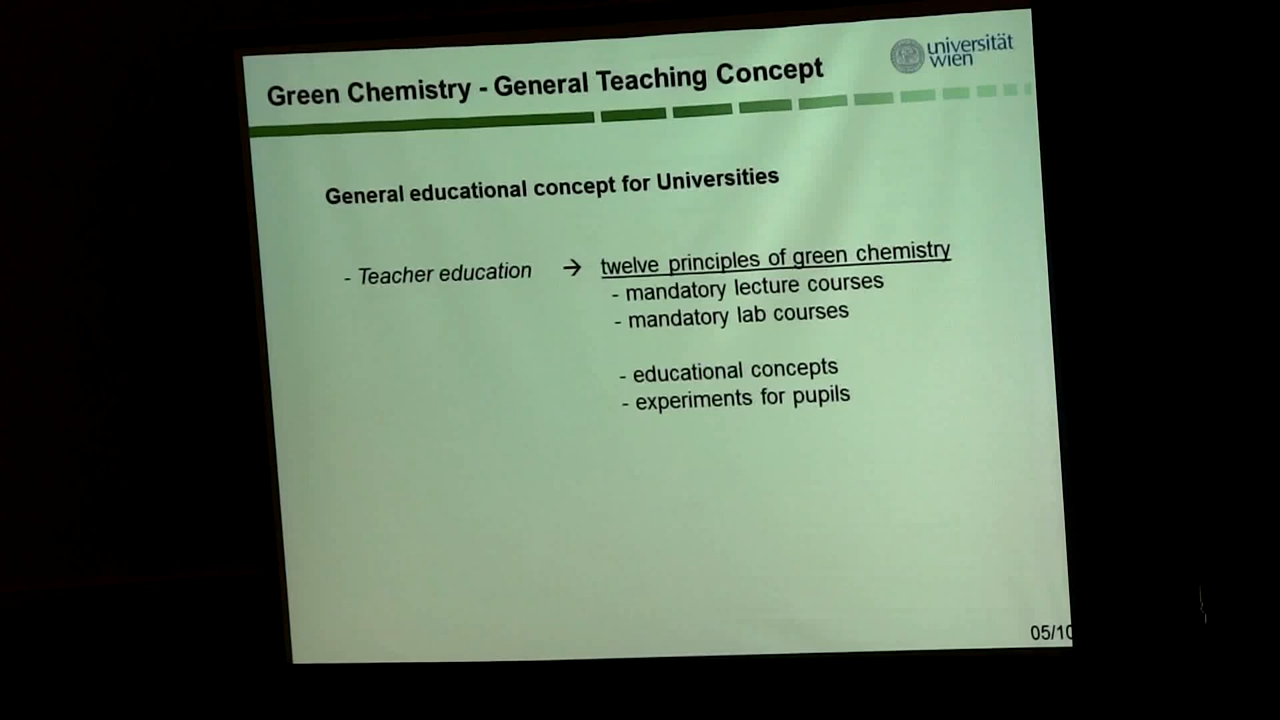 Green Chemistry - General Teaching Concept
universität
wien
General educational concept for Universities
- Teacher education → twelve principles of green chemistry
- mandatory lecture courses
- mandatory lab courses
- educational concepts
- experiments for pupils
05/10